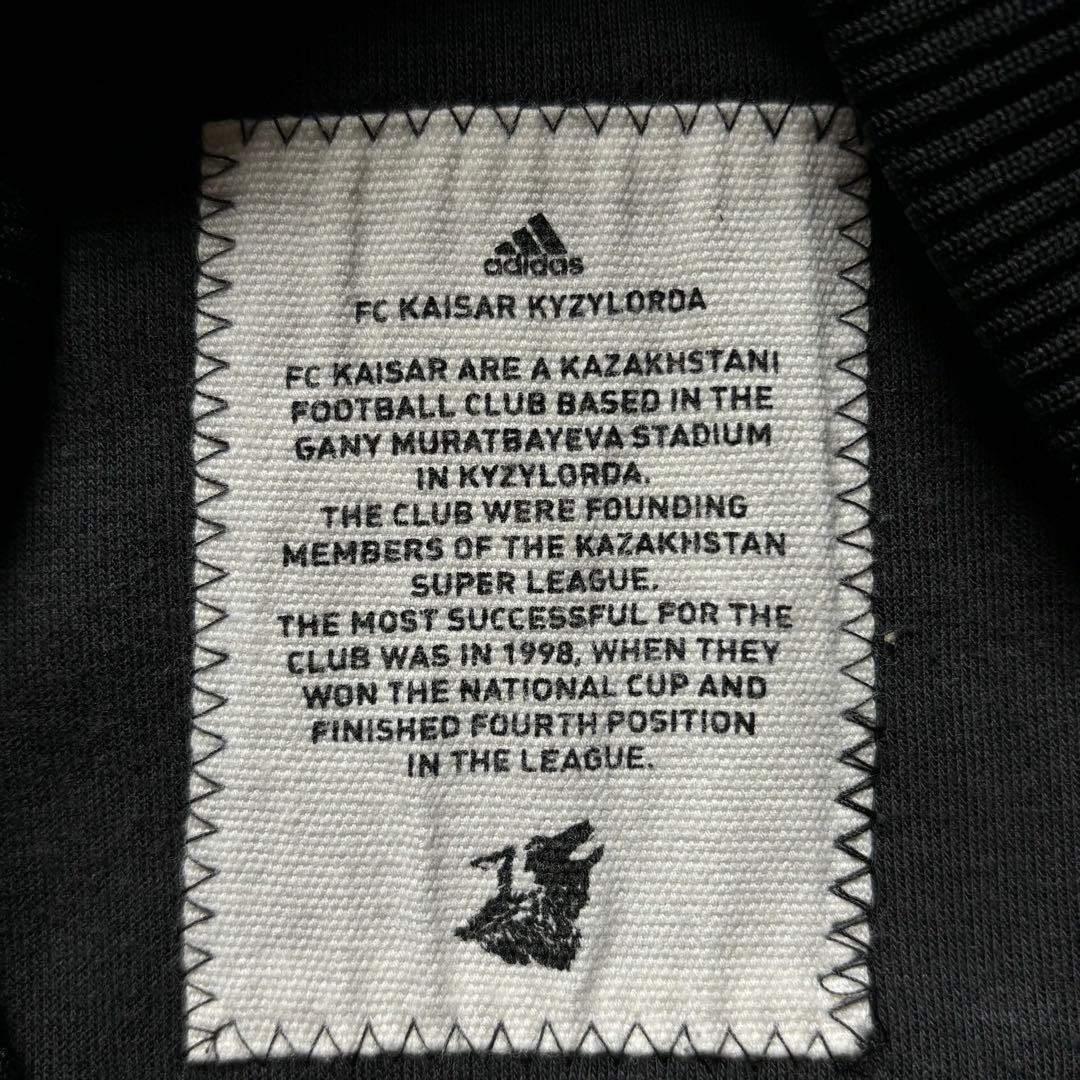 adidas
FC KAISAR KYZYLORDA
FC KAISAR ARE A KAZAKHSTANI
FOOTBALL CLUB BASED IN THE
GANY MURATBAYEVA STADIUM
IN KYZYLORDA.
THE CLUB WERE FOUNDING
MEMBERS OF THE KAZAKHSTAN
SUPER LEAGUE.
THE MOST SUCCESSFUL FOR THE
CLUB WAS IN 1998, WHEN THEY
WON THE NATIONAL CUP AND
FINISHED FOURTH POSITION
IN THE LEAGUE.